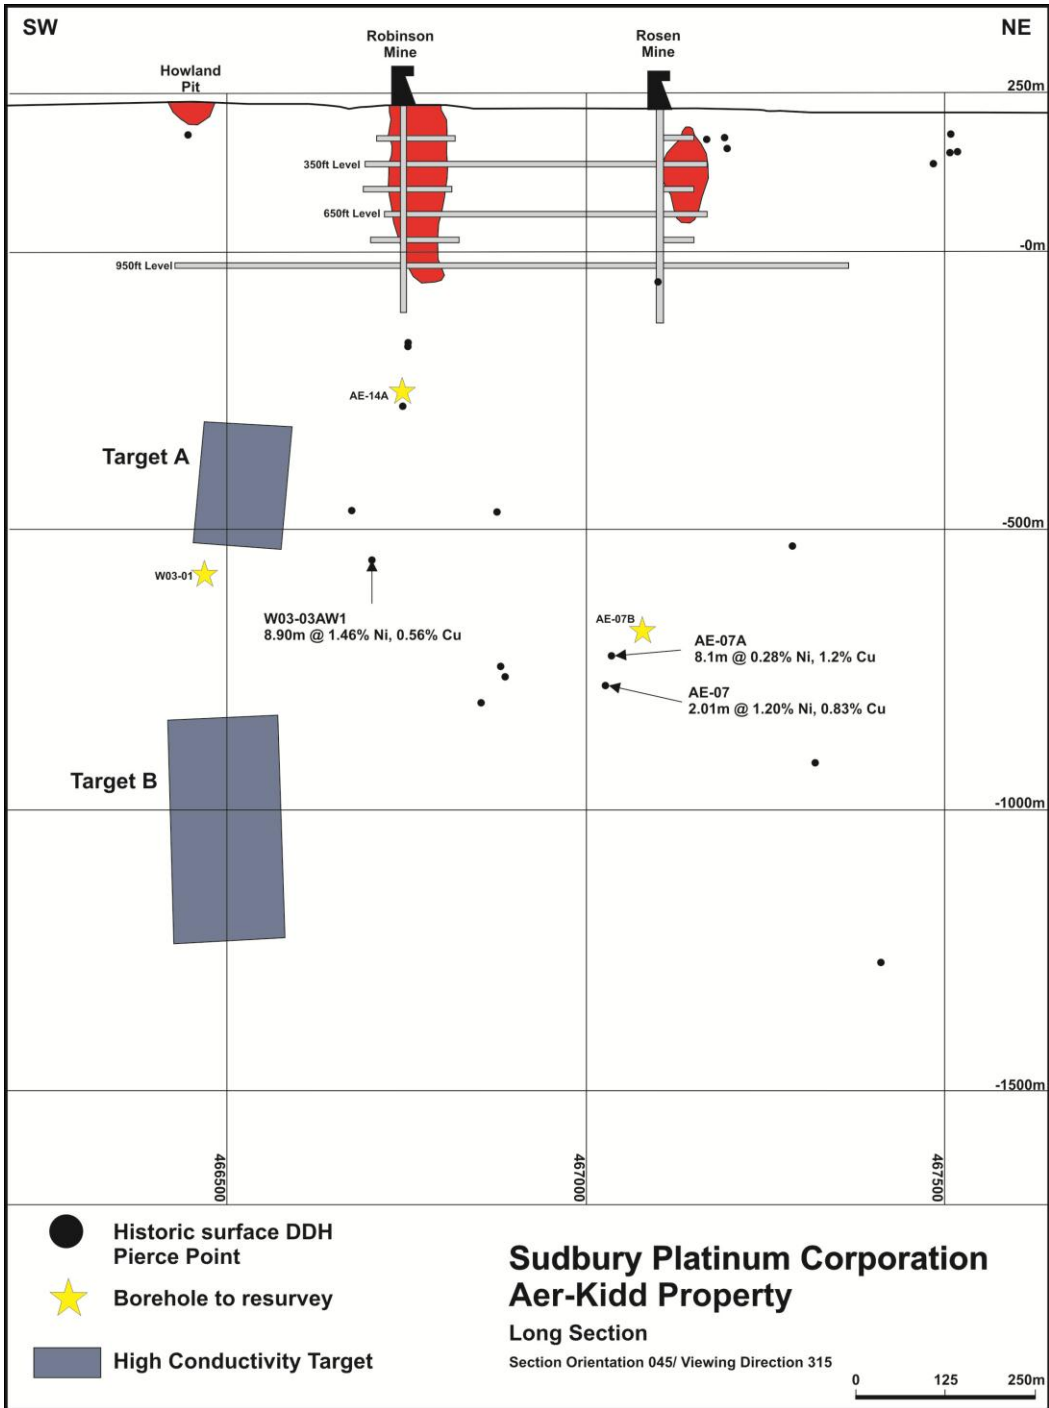 SW
NE
Robinson
Mine
Rosen
Mine
Howland
Pit
250m
350ft Level
650ft Level
-0m
950ft Level
AE-14A
Target A
-500m
W03-01
W03-03AW1
8.90m @ 1.46% Ni, 0.56% Cu
AE-07B
AE-07A
8.1m @ 0.28% Ni, 1.2% Cu
AE-07
2.01m @ 1.20% Ni, 0.83% Cu
Target B
-1000m
-1500m
466500
467000
467500
Historic surface DDH
Pierce Point
Borehole to resurvey
High Conductivity Target
Sudbury Platinum Corporation
Aer-Kidd Property
Long Section
Section Orientation 045/ Viewing Direction 315
0 125 250m